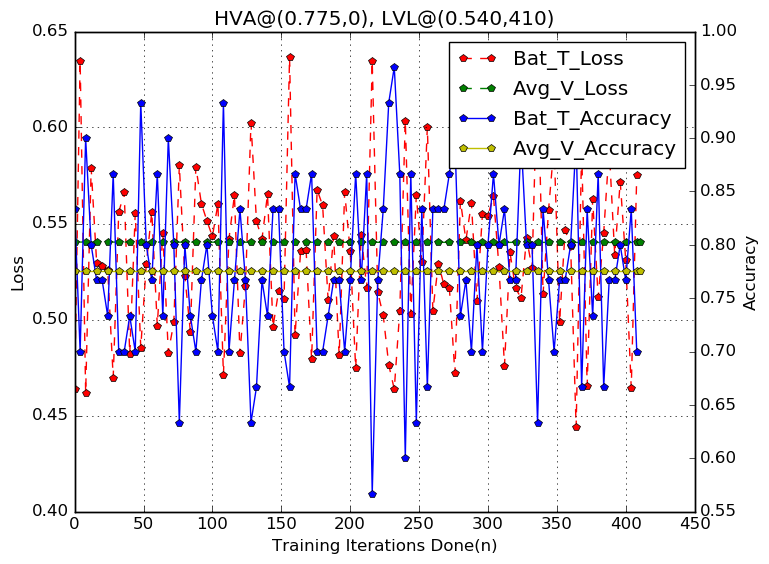 HVA@(0.775,0), LVL@(0.540,410)
0.65
0.60
0.55
0.50
0.45
0.40
Loss
1.00
0.95
0.90
0.85
0.80
0.75
0.70
0.65
0.60
0.55
Accuracy
Bat_T_Loss
Avg_V_Loss
Bat_T_Accuracy
Avg_V_Accuracy
0 50 100 150 200 250 300 350 400 450
Training Iterations Done(n)